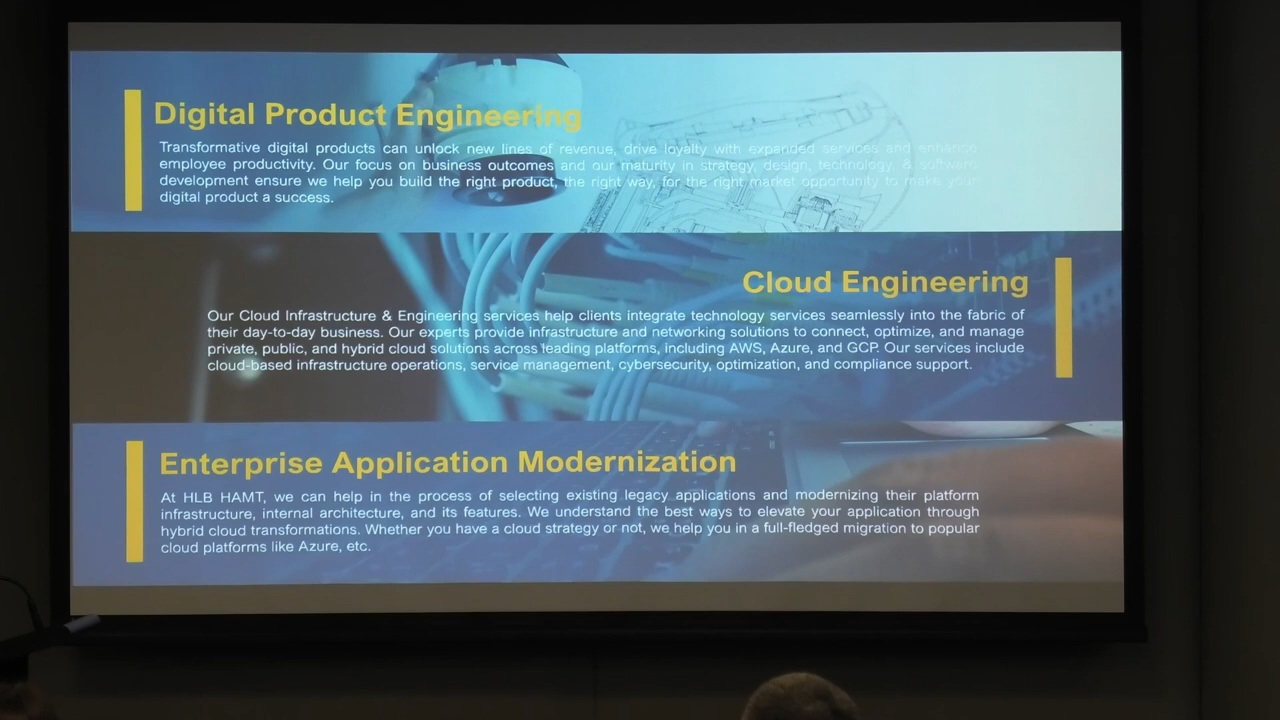 Digital Product Engineering
Transformative digital products can unlock new lines of revenue, drive loyalty with expanded services and enhance
employee productivity. Our focus on business outcomes and our maturity in strategy, design, technology, & software
development ensure we help you build the right product, the right way, for the right market opportunity to make your
digital product a success.
Cloud Engineering
Our Cloud Infrastructure & Engineering services help clients integrate technology services seamlessly into the fabric of
their day-to-day business. Our experts provide infrastructure and networking solutions to connect, optimize, and manage
private, public, and hybrid cloud solutions across leading platforms, including AWS, Azure, and GCP. Our services include
cloud-based infrastructure operations, service management, cybersecurity, optimization, and compliance support.
Enterprise Application Modernization
At HLB HAMT, we can help in the process of selecting existing legacy applications and modernizing their platform
infrastructure, internal architecture, and its features. We understand the best ways to elevate your application through
hybrid cloud transformations. Whether you have a cloud strategy or not, we help you in a full-fledged migration to popular
cloud platforms like Azure, etc.